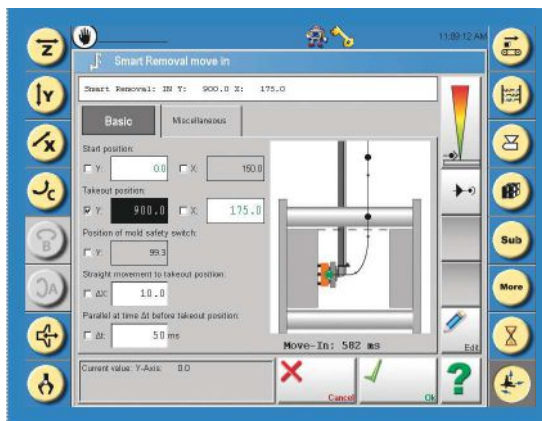 11:09:12 AM
Smart Removal move in
Smart Removal: IN Y: 900.0 X: 175.0
Basic
Miscellaneous
Start position:
Y: 0.0 X: 150.0
Takeout position:
Y: 900.0 X: 175.0
Position of mold safety switch:
Y: 99.3
Straight movement to takeout position:
ΔX: 10.0
Parallel at time Δt before takeout position:
Δt: 50 ms
Move-In: 582 ms
Edit
Current value: Y-Axis: 0.0
Cancel
Ok
?
Z
Y
X
C
B
A
Sub
More